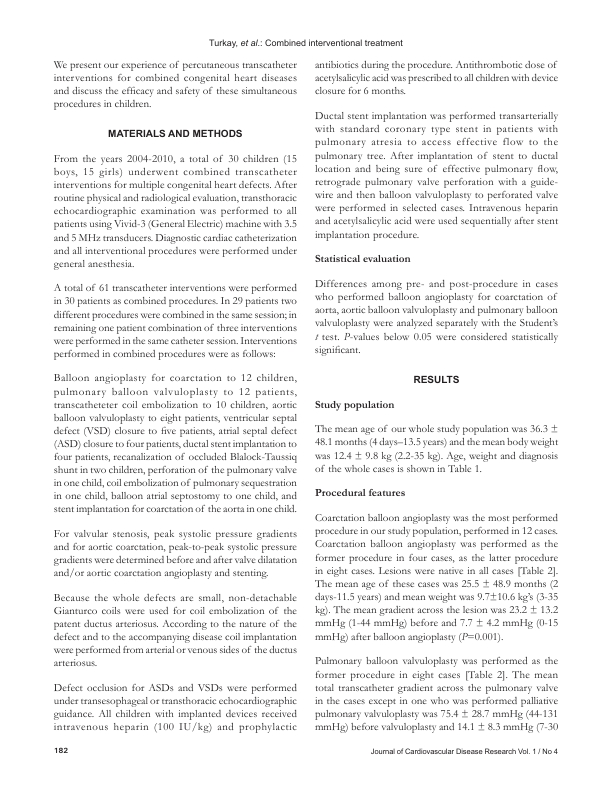 Turkay, et al.: Combined interventional treatment
We present our experience of percutaneous transcatheter
interventions for combined congenital heart diseases
and discuss the efficacy and safety of these simultaneous
procedures in children.
MATERIALS AND METHODS
From the years 2004-2010, a total of 30 children (15
boys, 15 girls) underwent combined transcatheter
interventions for multiple congenital heart defects. After
routine physical and radiological evaluation, transthoracic
echocardiographic examination was performed to all
patients using Vivid-3 (General Electric) machine with 3.5
and 5 MHz transducers. Diagnostic cardiac catheterization
and all interventional procedures were performed under
general anesthesia.
A total of 61 transcatheter interventions were performed
in 30 patients as combined procedures. In 29 patients two
different procedures were combined in the same session; in
remaining one patient combination of three interventions
were performed in the same catheter session. Interventions
performed in combined procedures were as follows:
Balloon angioplasty for coarctation to 12 children,
pulmonary balloon valvuloplasty to 12 patients,
transcatheteter coil embolization to 10 children, aortic
balloon valvuloplasty to eight patients, ventricular septal
defect (VSD) closure to five patients, atrial septal defect
(ASD) closure to four patients, ductal stent implantation to
four patients, recanalization of occluded Blalock-Taussiq
shunt in two children, perforation of the pulmonary valve
in one child, coil embolization of pulmonary sequestration
in one child, balloon atrial septostomy to one child, and
stent implantation for coarctation of the aorta in one child.
For valvular stenosis, peak systolic pressure gradients
and for aortic coarctation, peak-to-peak systolic pressure
gradients were determined before and after valve dilatation
and/or aortic coarctation angioplasty and stenting.
Because the whole defects are small, non-detachable
Gianturco coils were used for coil embolization of the
patent ductus arteriosus. According to the nature of the
defect and to the accompanying disease coil implantation
were performed from arterial or venous sides of the ductus
arteriosus.
Defect occlusion for ASDs and VSDs were performed
under transesophageal or transthoracic echocardiographic
guidance. All children with implanted devices received
intravenous heparin (100 IU/kg) and prophylactic
antibiotics during the procedure. Antithrombotic dose of
acetylsalicylic acid was prescribed to all children with device
closure for 6 months.
Ductal stent implantation was performed transarterially
with standard coronary type stent in patients with
pulmonary atresia to access effective flow to the
pulmonary tree. After implantation of stent to ductal
location and being sure of effective pulmonary flow,
retrograde pulmonary valve perforation with a guide-
wire and then balloon valvuloplasty to perforated valve
were performed in selected cases. Intravenous heparin
and acetylsalicylic acid were used sequentially after stent
implantation procedure.
Statistical evaluation
Differences among pre- and post-procedure in cases
who performed balloon angioplasty for coarctation of
aorta, aortic balloon valvuloplasty and pulmonary balloon
valvuloplasty were analyzed separately with the Student's
t test. P-values below 0.05 were considered statistically
significant.
RESULTS
Study population
The mean age of our whole study population was 36.3 ±
48.1 months (4 days–13.5 years) and the mean body weight
was 12.4 ± 9.8 kg (2.2-35 kg). Age, weight and diagnosis
of the whole cases is shown in Table 1.
Procedural features
Coarctation balloon angioplasty was the most performed
procedure in our study population, performed in 12 cases.
Coarctation balloon angioplasty was performed as the
former procedure in four cases, as the latter procedure
in eight cases. Lesions were native in all cases [Table 2].
The mean age of these cases was 25.5 ± 48.9 months (2
days-11.5 years) and mean weight was 9.7±10.6 kg's (3-35
kg). The mean gradient across the lesion was 23.2 ± 13.2
mmHg (1-44 mmHg) before and 7.7 ± 4.2 mmHg (0-15
mmHg) after balloon angioplasty (P=0.001).
Pulmonary balloon valvuloplasty was performed as the
former procedure in eight cases [Table 2]. The mean
total transcatheter gradient across the pulmonary valve
in the cases except in one who was performed palliative
pulmonary valvuloplasty was 75.4 ± 28.7 mmHg (44-131
mmHg) before valvuloplasty and 14.1 ± 8.3 mmHg (7-30
182
Journal of Cardiovascular Disease Research Vol. 1 / No 4